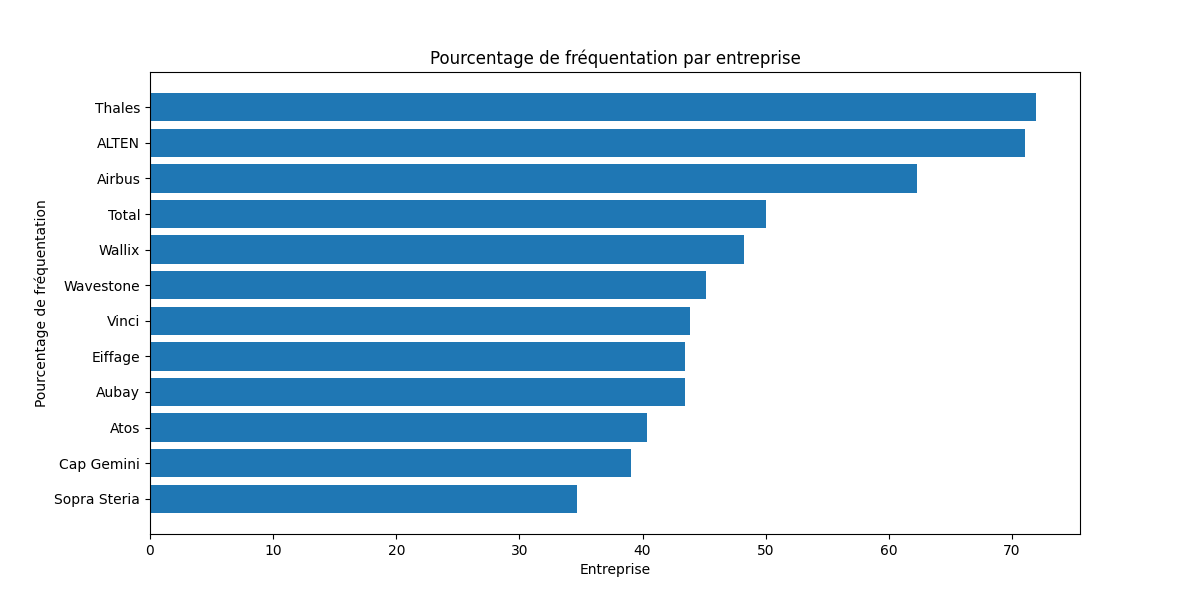 Pourcentage de fréquentation par entreprise
Pourcentage de fréquentation
Thales
ALTEN
Airbus
Total
Wallix
Wavestone
Vinci
Eiffage
Aubay
Atos
Cap Gemini
Sopra Steria
0 10 20 30 40 50 60 70
Entreprise